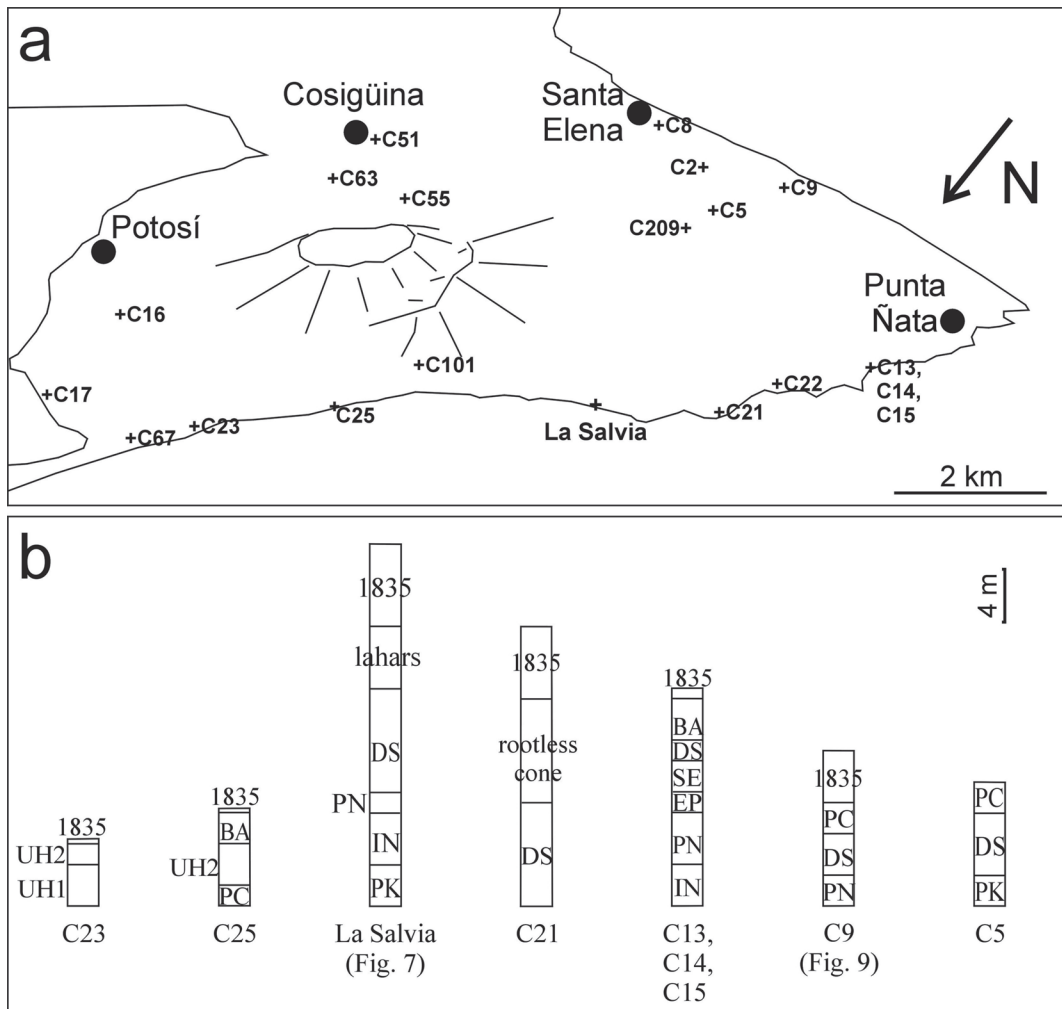 a
Cosigüina
Santa
Elena
+C51
+C8
C2+
+C63
+C9
+C55
+C5
N
C209+
Potosí
Punta
Ñata
+C16
+C101
+C13,
C14,
C15
+C22
+C17
+C25
+C21
+C23
La Salvia
+C67
2 km
b
4 m
1835
lahars
DS
PN
IN
PK
1835
rootless
cone
DS
1835
BA
DS
SE
EP
PN
IN
1835
PC
DS
PN
PC
DS
PK
1835
BA
UH2
PC
1835
UH2
UH1
C23
C25
La Salvia
(Fig. 7)
C21
C13,
C14,
C15
C9
(Fig. 9)
C5